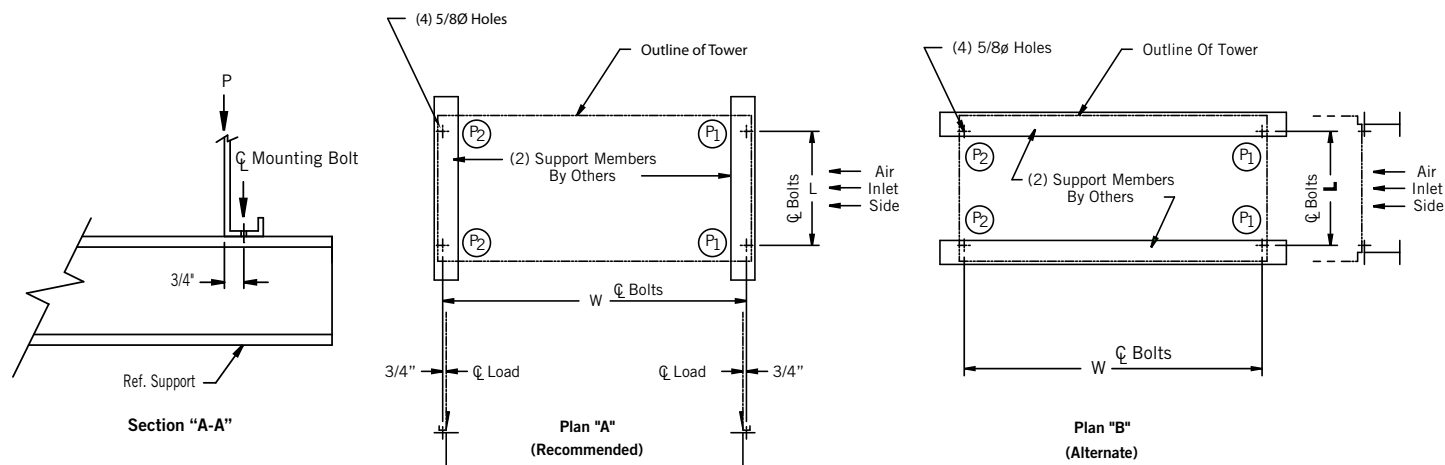 P
℄ Mounting Bolt
3/4"
Ref. Support
Section “A-A”
(4) 5/8Ø Holes
Outline of Tower
P2
P1
(2) Support Members
By Others
P2
P1
℄ Bolts
L
Air
Inlet
Side
℄ Bolts
W
3/4”
℄ Load
℄ Load
3/4”
Plan "A"
(Recommended)
(4) 5/8ø Holes
Outline Of Tower
P2
P1
(2) Support Members
By Others
P2
P1
℄ Bolts
L
Air
Inlet
Side
℄ Bolts
W
Plan "B"
(Alternate)